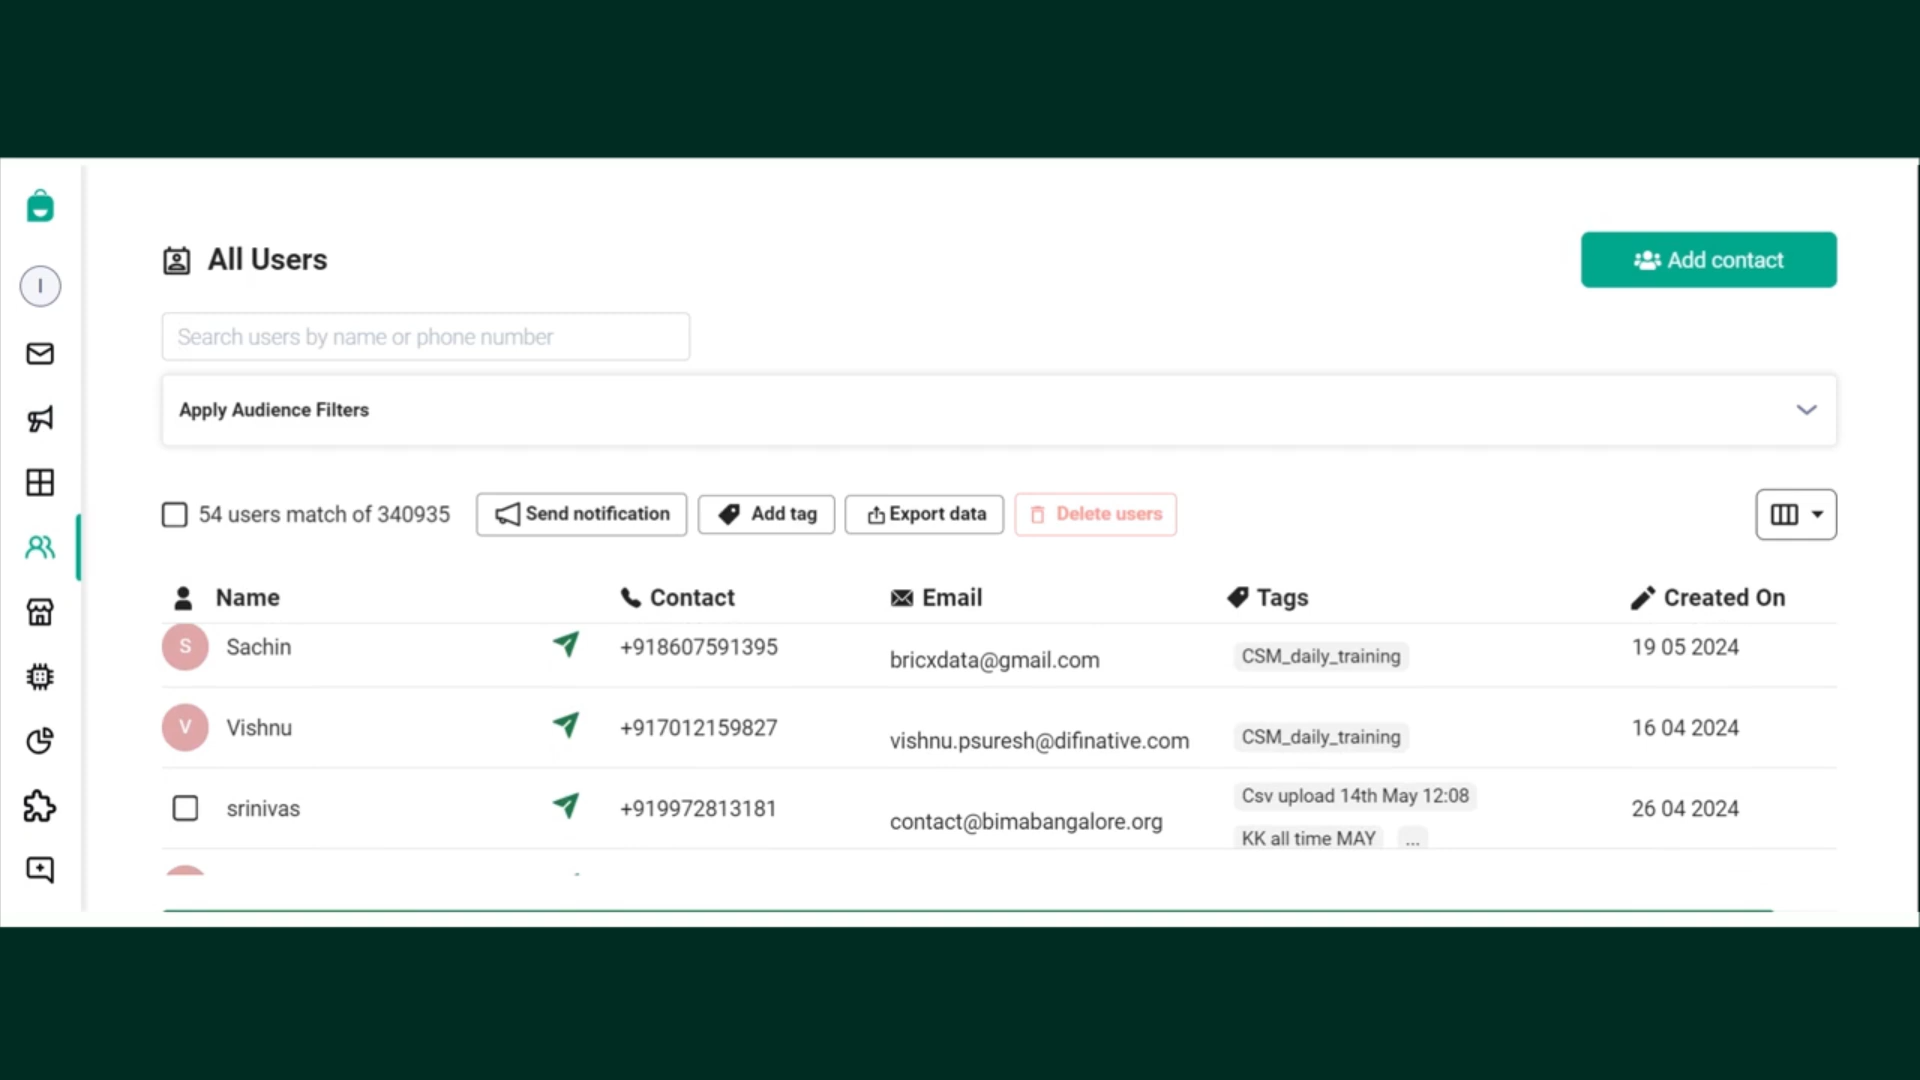 All Users
Add contact
I
Search users by name or phone number
Apply Audience Filters
54 users match of 340935 Send notification Add tag Export data Delete users
Name Contact Email Tags Created On
S Sachin +918607591395 bricxdata@gmail.com CSM_daily_training 19 05 2024
V Vishnu +917012159827 vishnu.psuresh@difinative.com CSM_daily_training 16 04 2024
srinivas +919972813181 contact@bimabangalore.org Csv upload 14th May 12:08 26 04 2024
KK all time MAY ...